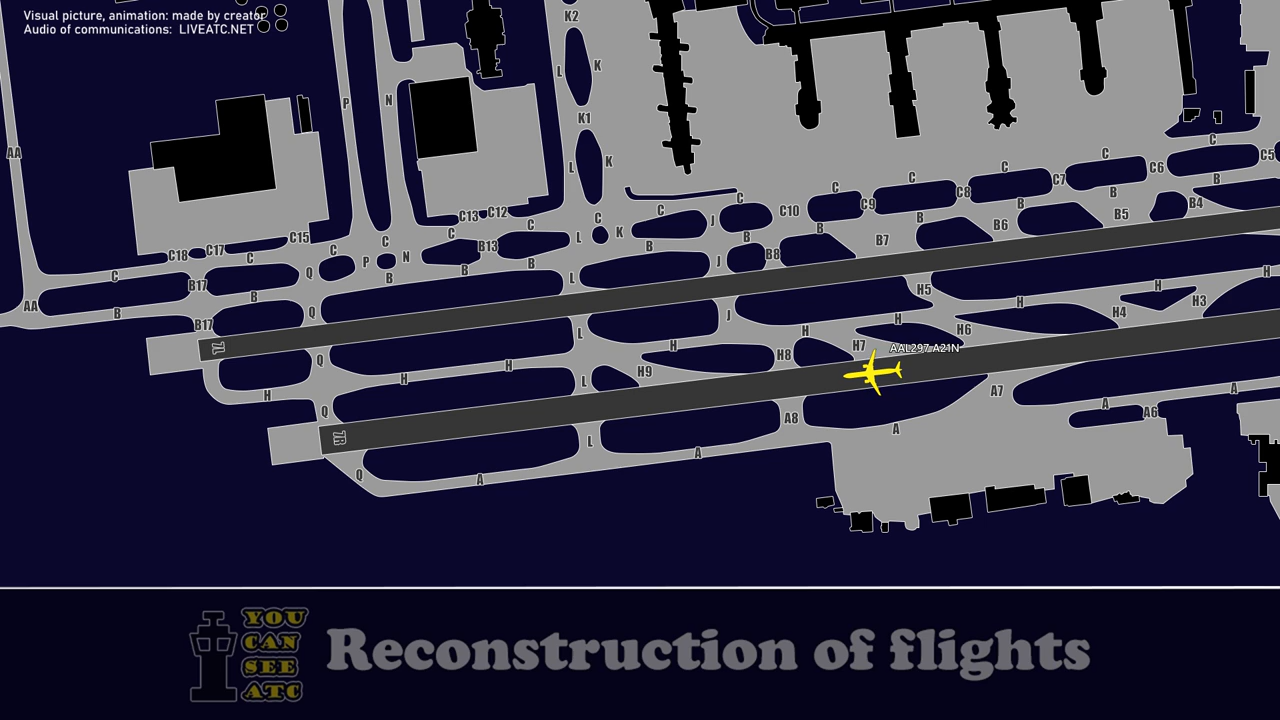 Visual picture, animation: made by creator
Audio of communications: LIVEATC.NET
K2
L K
P N
K1
AA
L K
C
C5
C
C6
C
C7
B
C
C8
B
C
C9
B
B4
C13 C12
C
C
C
C10
J
B5
B6
B
C
C
L
K
B
B
B8
B7
C18 C17 C15
C
C
C
C
P N
B13
B
B
B
J
Q
L
C
B17
B
AA
B
B17
Q
H5
H
H
H
H3
H4
J
H
H
H6
7L
L
Q
H
H9
H8
H7
AAL297 A21N
H
H
H
L
Q
A7
A
A
A6
A8
A
7R
L
A
Q
A
YOU
CAN
SEE
ATC
Reconstruction of flights